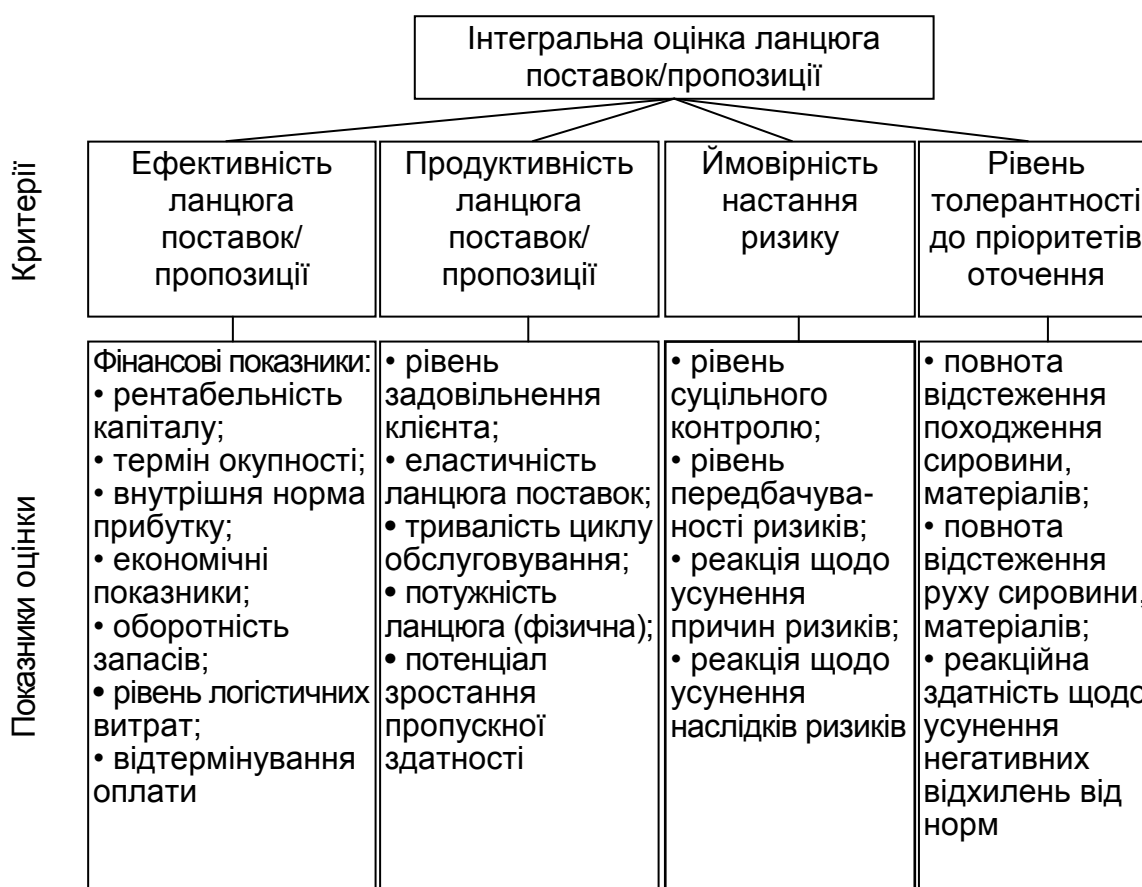 Інтегральна оцінка ланцюга
поставок/пропозиції
Критерії
Ефективність
ланцюга
поставок/
пропозиції
Продуктивність
ланцюга
поставок/
пропозиції
Ймовірність
настання
ризику
Рівень
толерантності
до пріоритетів
оточення
Показники оцінки
Фінансові показники:
• рентабельність
капіталу;
• термін окупності;
• внутрішня норма
прибутку;
• економічні
показники;
• оборотність
запасів;
• рівень логістичних
витрат;
• відтермінування
оплати
• рівень
задовільнення
клієнта;
• еластичність
ланцюга поставок;
• тривалість циклу
обслуговування;
• потужність
ланцюга (фізична);
• потенціал
зростання
пропускної
здатності
• рівень
суцільного
контролю;
• рівень
передбачува-
ності ризиків;
• реакція щодо
усунення
причин ризиків;
• реакція щодо
усунення
наслідків ризиків
• повнота
відстеження
походження
сировини,
матеріалів;
• повнота
відстеження
руху сировини,
матеріалів;
• реакційна
здатність щодо
усунення
негативних
відхилень від
норм